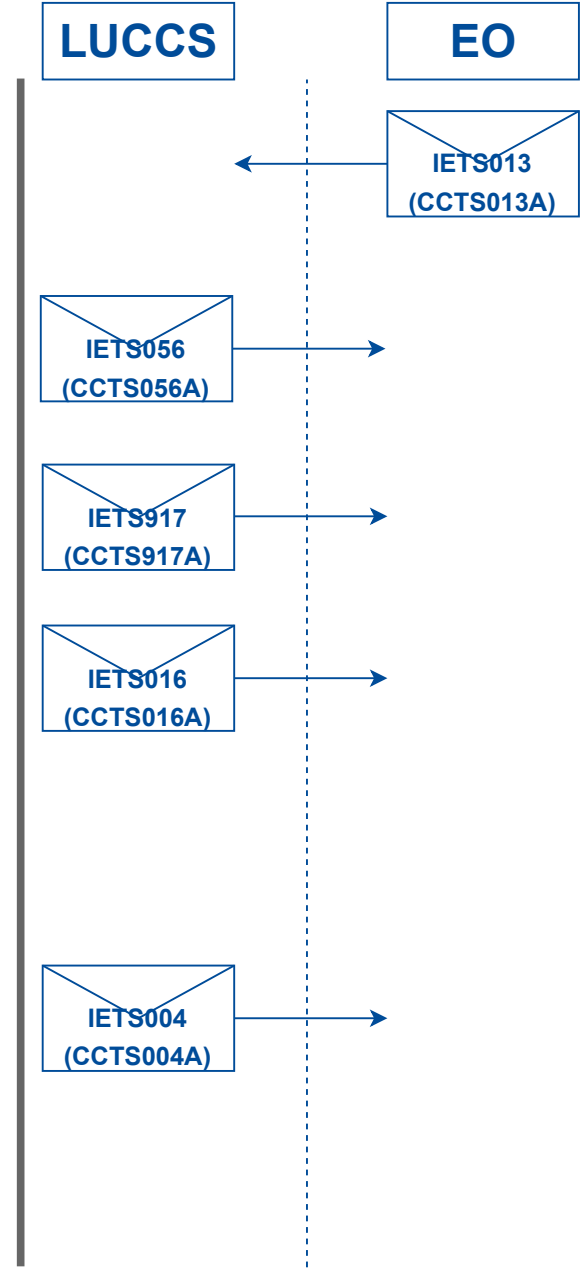 LUCCS
EO
IETS013
(CCTS013A)
IETS056
(CCTS056A)
IETS917
(CCTS917A)
IETS016
(CCTS016A)
IETS004
(CCTS004A)